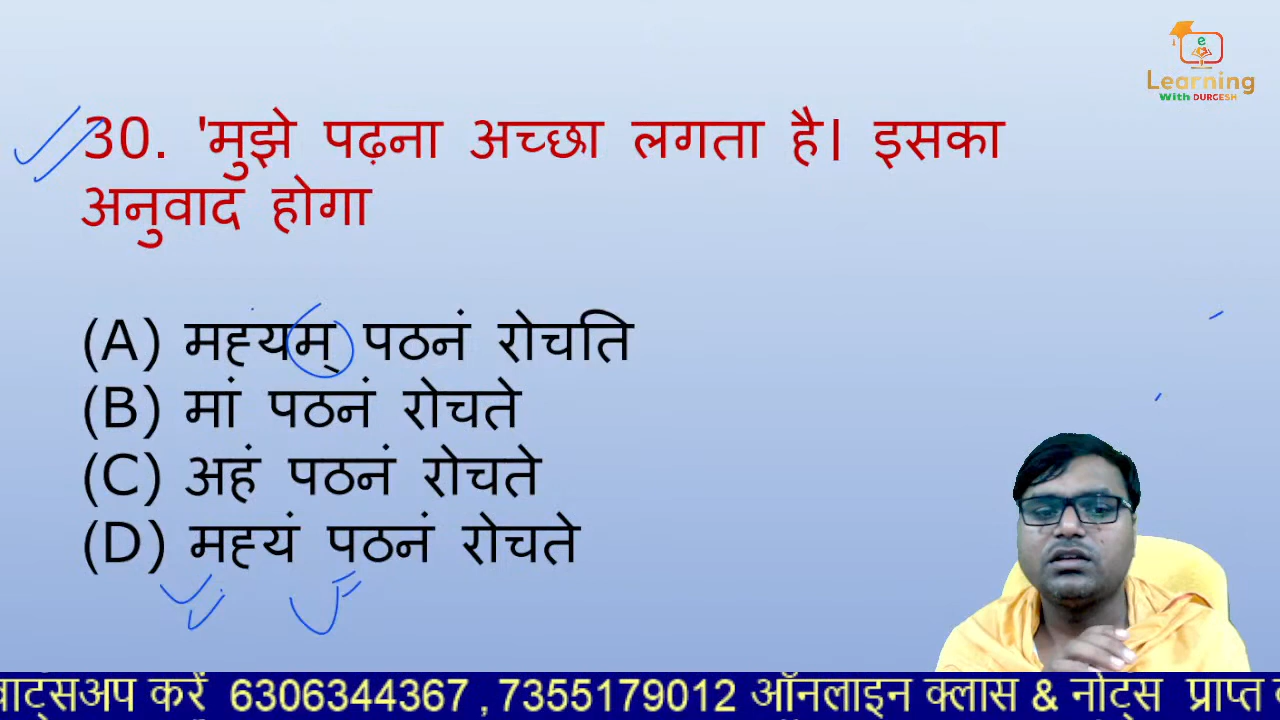 e
Learning
With DURGESH
30. 'मुझे पढ़ना अच्छा लगता है। इसका
अनुवाद होगा
(A) मह्यम् पठनं रोचति
(B) मां पठनं रोचते
(C) अहं पठनं रोचते
(D) मह्यं पठनं रोचते
करें 6306344367 , 7355179012 ऑनलाइन क्लास & नोट्स प्राप्त